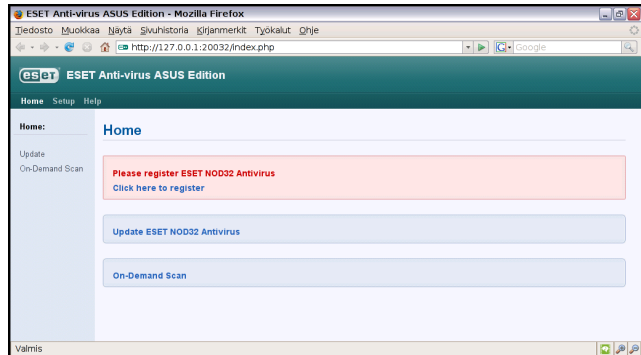 ESET Anti-virus ASUS Edition - Mozilla Firefox
Tiedosto Muokkaa Näytä Sivuhistoria Kirjanmerkit Työkalut Ohje
http://127.0.0.1:20032/index.php G Google
eseT ESET Anti-virus ASUS Edition
Home Setup Help
Home:
Update
On-Demand Scan
Home
Please register ESET NOD32 Antivirus
Click here to register
Update ESET NOD32 Antivirus
On-Demand Scan
Valmis